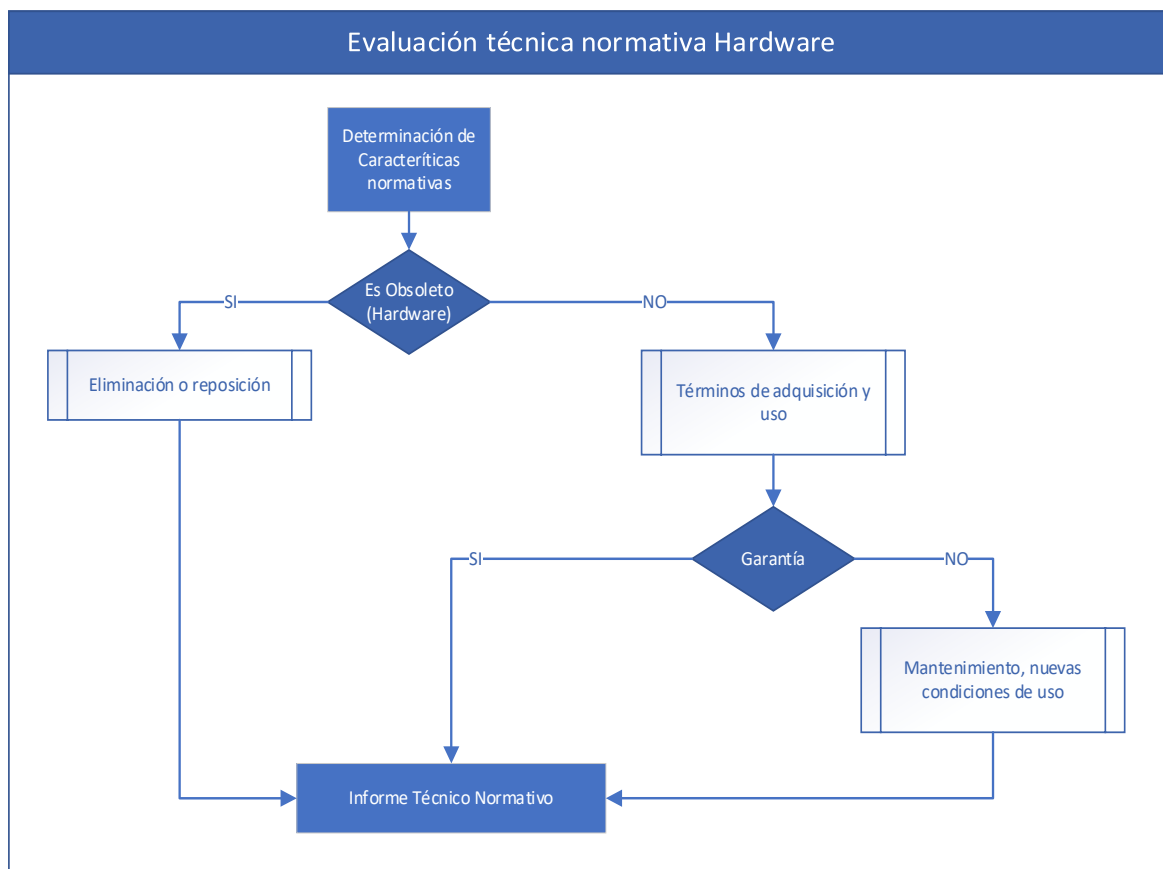 Evaluación técnica normativa Hardware
Determinación de
Caracteríticas
normativas
Es Obsoleto
(Hardware)
SI
NO
Eliminación o reposición
Términos de adquisición y
uso
Garantía
SI
NO
Mantenimiento, nuevas
condiciones de uso
Informe Técnico Normativo